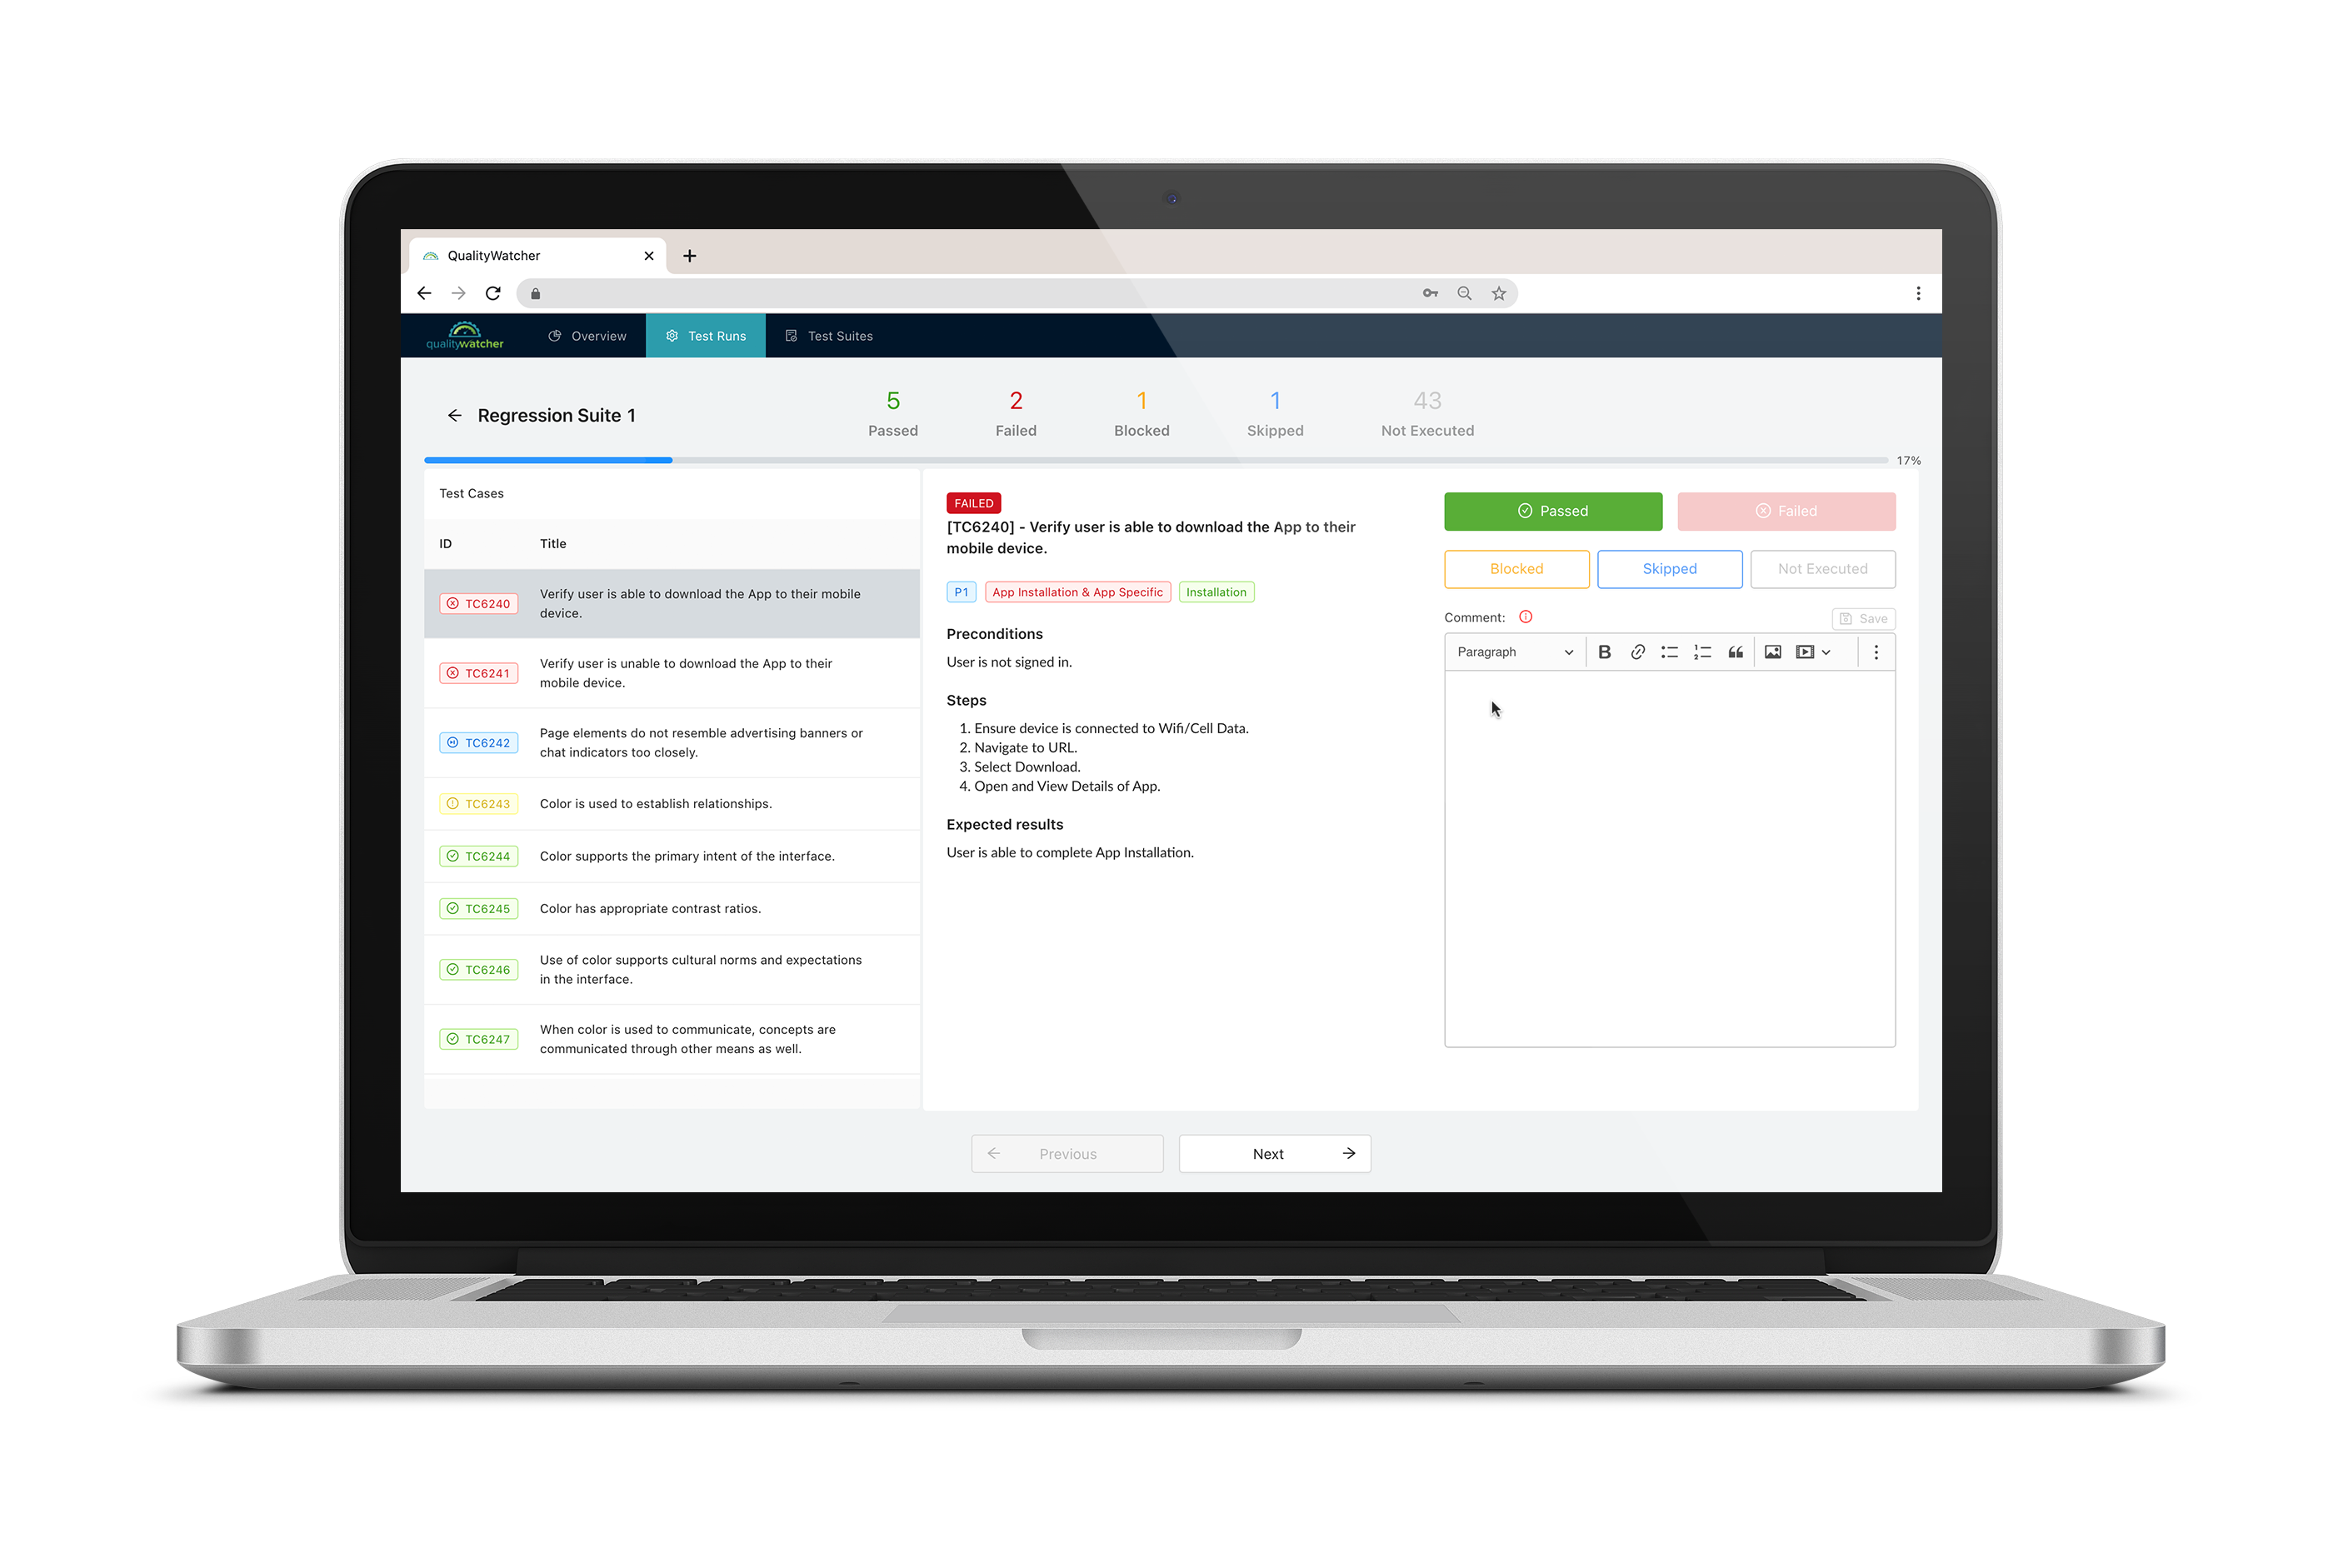 QualityWatcher
qualitywatcher
Overview
Test Runs
Test Suites
Regression Suite 1
5
Passed
2
Failed
1
Blocked
1
Skipped
43
Not Executed
17%
Test Cases
ID
Title
TC6240
Verify user is able to download the App to their mobile
device.
TC6241
Verify user is unable to download the App to their
mobile device.
TC6242
Page elements do not resemble advertising banners or
chat indicators too closely.
TC6243
Color is used to establish relationships.
TC6244
Color supports the primary intent of the interface.
TC6245
Color has appropriate contrast ratios.
TC6246
Use of color supports cultural norms and expectations
in the interface.
TC6247
When color is used to communicate, concepts are
communicated through other means as well.
FAILED
[TC6240] - Verify user is able to download the App to their
mobile device.
P1
App Installation & App Specific
Installation
Preconditions
User is not signed in.
Steps
1. Ensure device is connected to Wifi/Cell Data.
2. Navigate to URL.
3. Select Download.
4. Open and View Details of App.
Expected results
User is able to complete App Installation.
Passed
Failed
Blocked
Skipped
Not Executed
Comment:
Save
Paragraph
B
Previous
Next